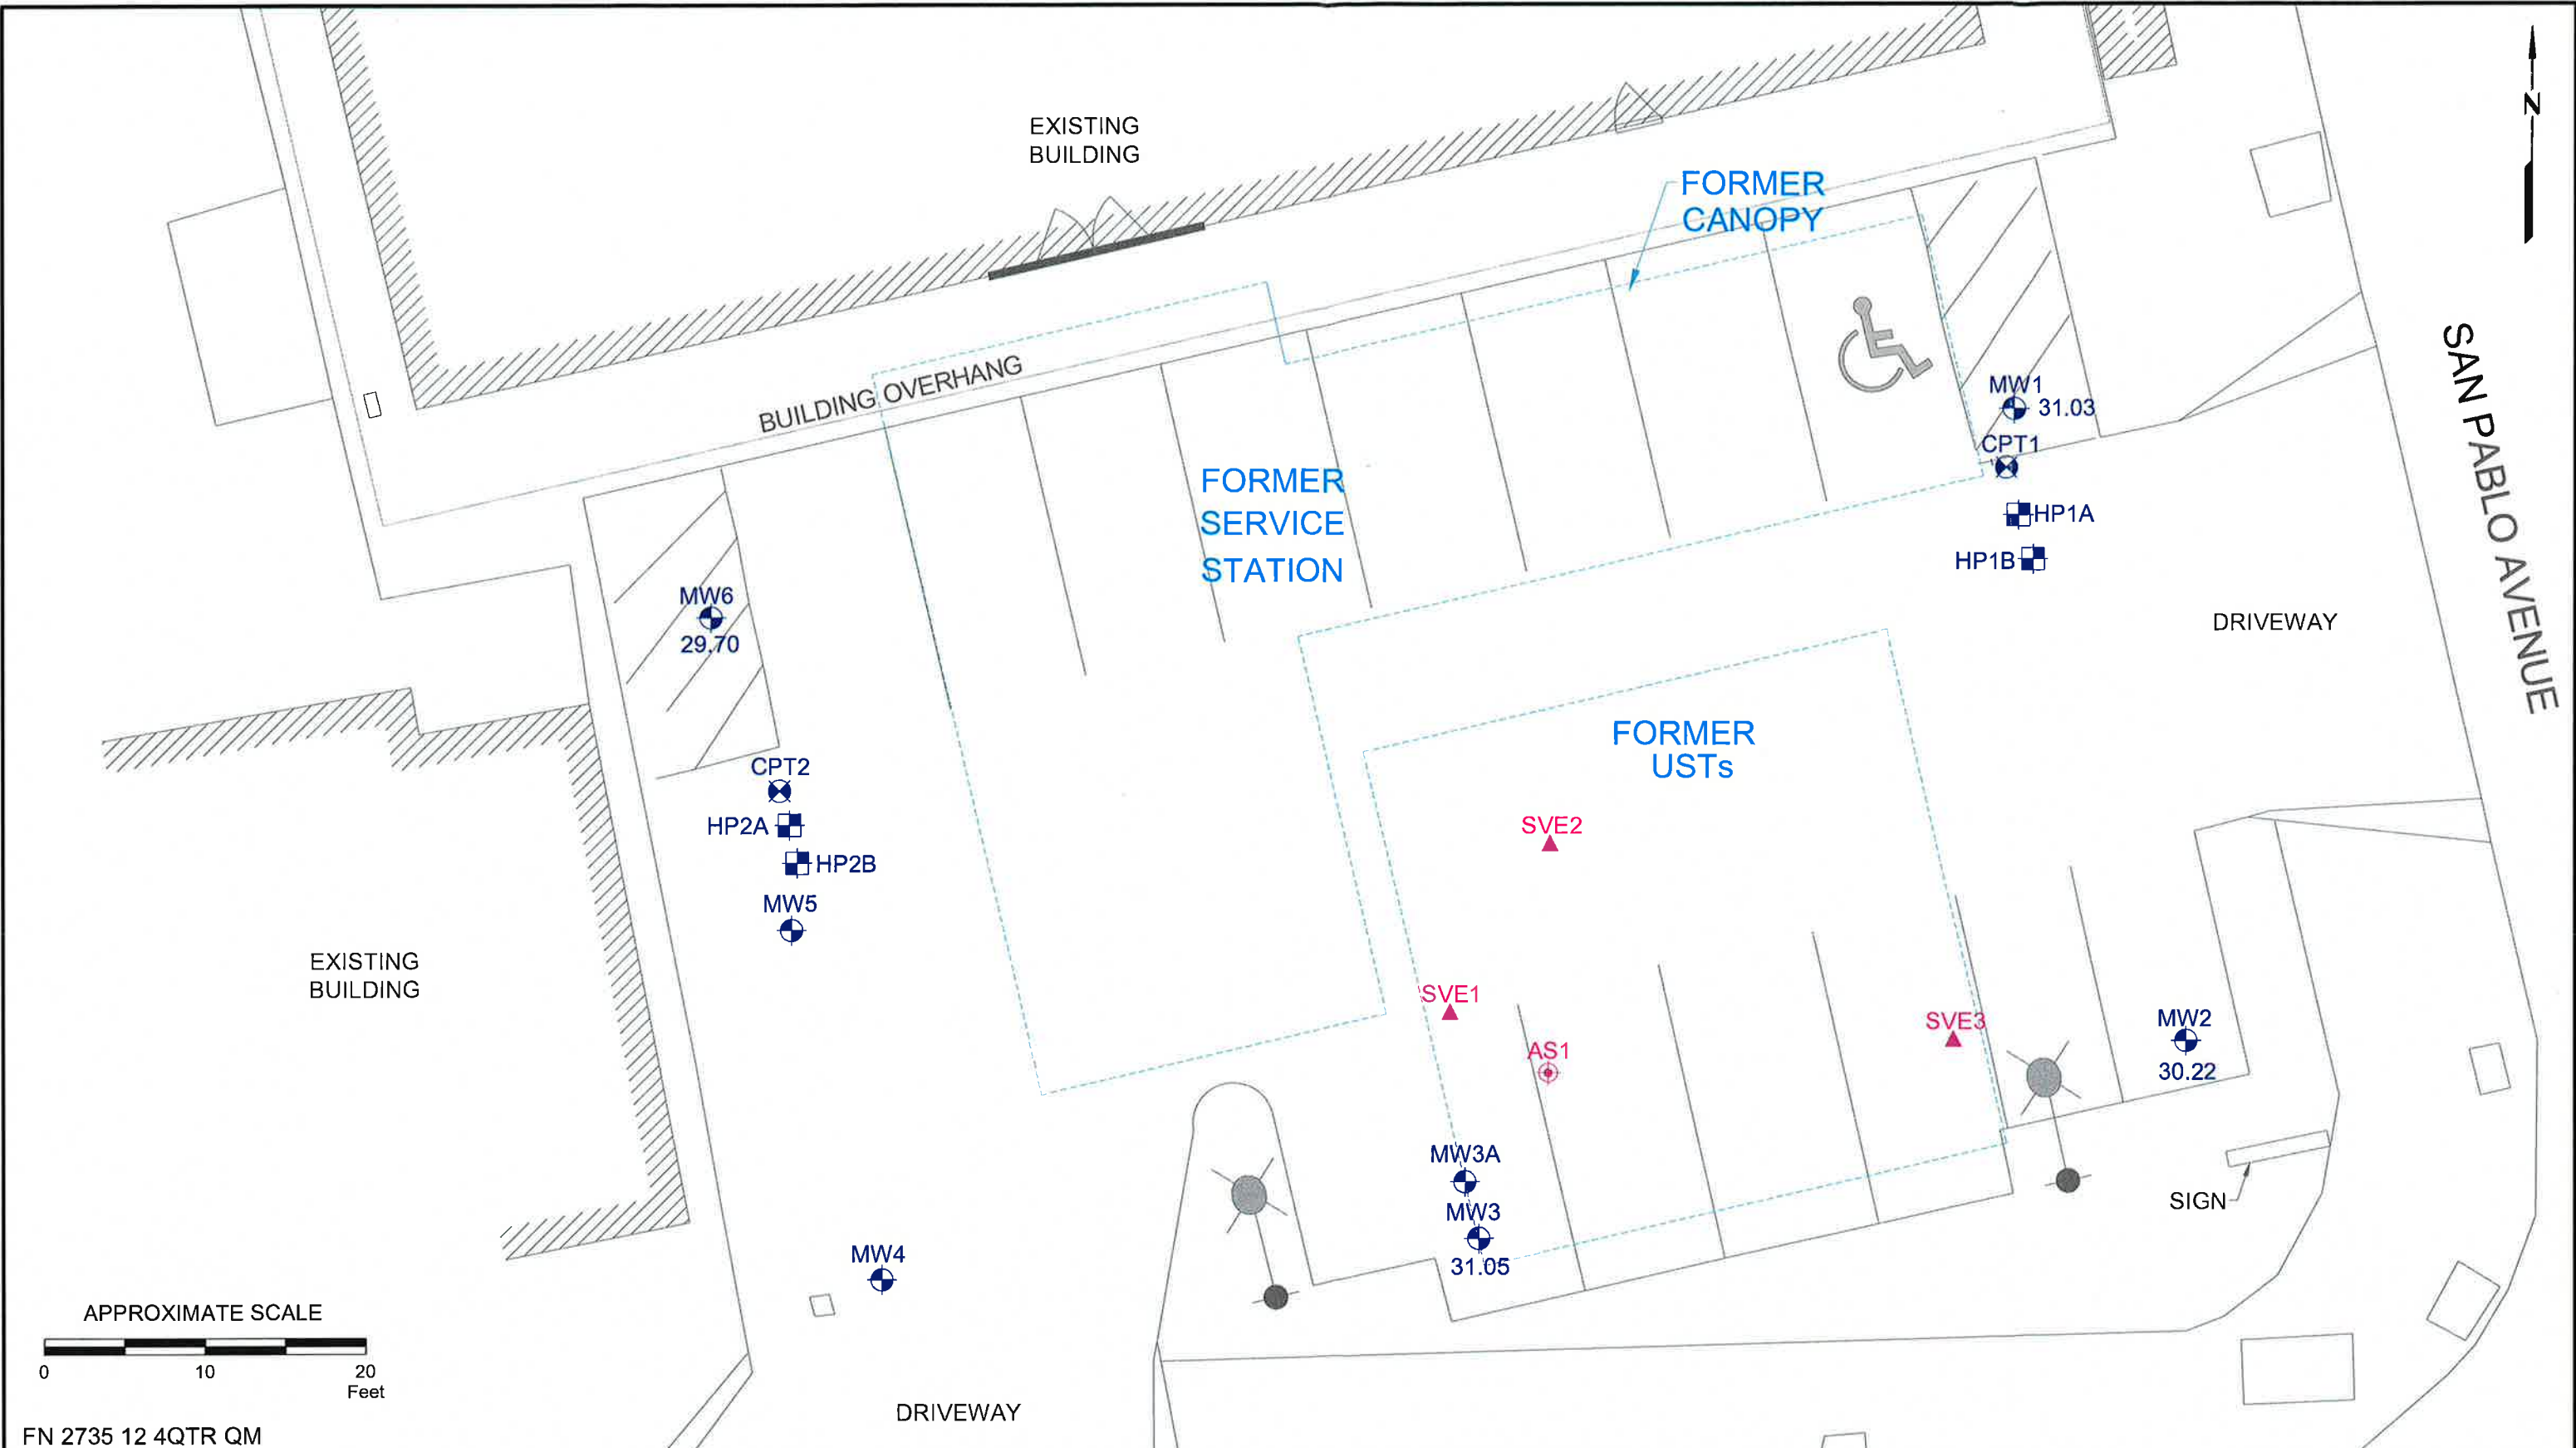 EXISTING
BUILDING
N
FORMER
CANOPY
BUILDING OVERHANG
SAN PABLO AVENUE
MW1
31.03
CPT1
FORMER
SERVICE
STATION
HP1A
HP1B
MW6
29.70
DRIVEWAY
FORMER
USTs
CPT2
HP2A
HP2B
SVE2
MW5
EXISTING
BUILDING
SVE1
SVE3
MW2
30.22
AS1
MW3A
MW3
31.05
SIGN
MW4
APPROXIMATE SCALE
0 10 20
Feet
DRIVEWAY
FN 2735 12 4QTR QM